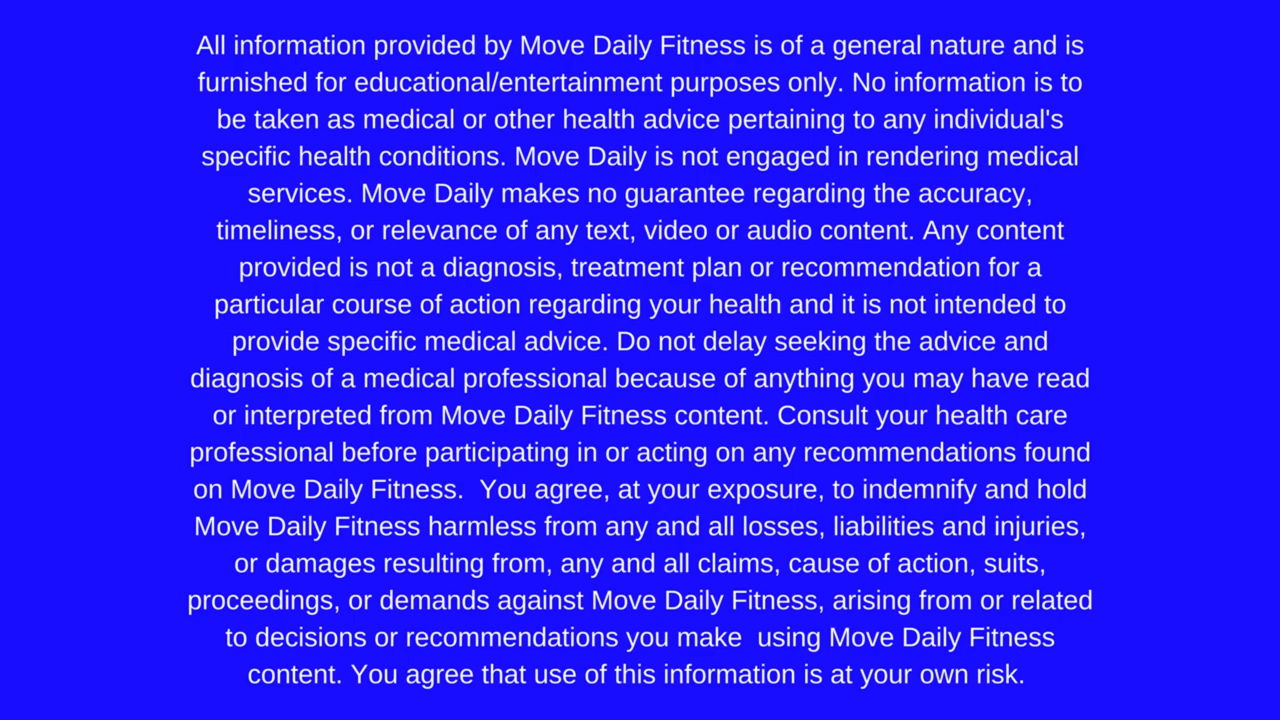 All information provided by Move Daily Fitness is of a general nature and is
furnished for educational/entertainment purposes only. No information is to
be taken as medical or other health advice pertaining to any individual's
specific health conditions. Move Daily is not engaged in rendering medical
services. Move Daily makes no guarantee regarding the accuracy,
timeliness, or relevance of any text, video or audio content. Any content
provided is not a diagnosis, treatment plan or recommendation for a
particular course of action regarding your health and it is not intended to
provide specific medical advice. Do not delay seeking the advice and
diagnosis of a medical professional because of anything you may have read
or interpreted from Move Daily Fitness content. Consult your health care
professional before participating in or acting on any recommendations found
on Move Daily Fitness.  You agree, at your exposure, to indemnify and hold
Move Daily Fitness harmless from any and all losses, liabilities and injuries,
or damages resulting from, any and all claims, cause of action, suits,
proceedings, or demands against Move Daily Fitness, arising from or related
to decisions or recommendations you make  using Move Daily Fitness
content. You agree that use of this information is at your own risk.